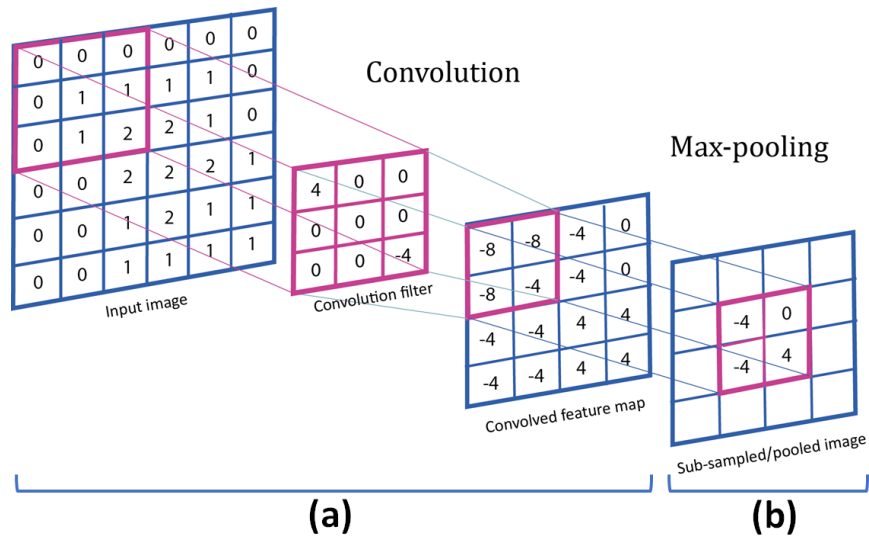 Convolution
Max-pooling
0 0 0 0 0 0
0 1 1 1 1 0
0 1 2 2 1 0
0 0 2 2 2 1
0 0 1 2 1 1
0 0 1 1 1 1
Input image
4 0 0
0 0 0
0 0 -4
Convolution filter
-8 -8 -4 0
-8 -4 -4 0
-4 -4 4 4
-4 -4 4 4
Convolved feature map
-4 0
-4 4
Sub-sampled/pooled image
(a)
(b)